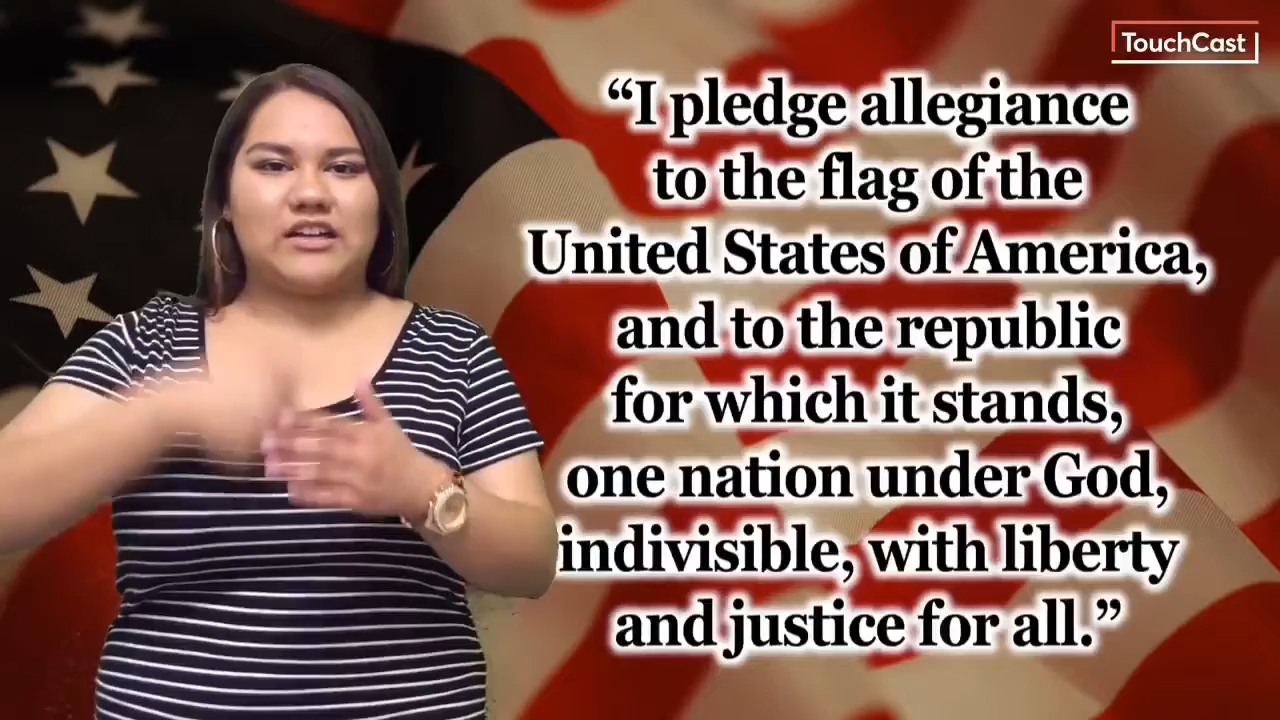 TouchCast
“I pledge allegiance
to the flag of the
United States of America,
and to the republic
for which it stands,
one nation under God,
indivisible, with liberty
and justice for all.”